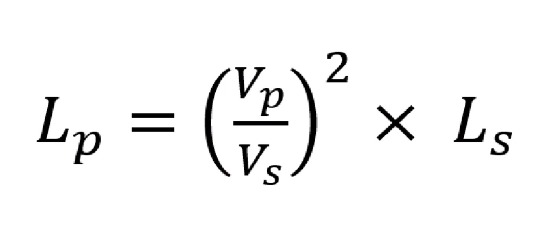 L_p = (V_p / V_s)^2 × L_s